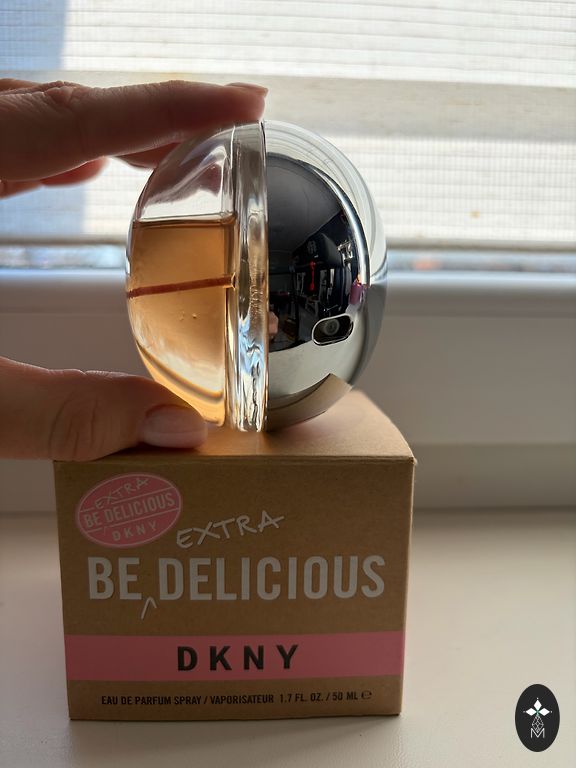 EXTRA
BE DELICIOUS
DKNY
EXTRA
BE DELICIOUS
DKNY
EAU DE PARFUM SPRAY / VAPORISATEUR 1.7 FL. OZ. / 50 ML ℮
M